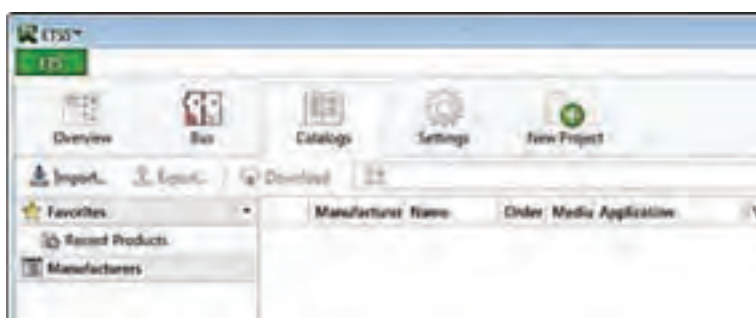 ETS5™
ETS
Overview Bus Catalogs Settings New Project
Import... Export... Download
Favorites Manufacturer Name Order Media Application
Recent Products
Manufacturers